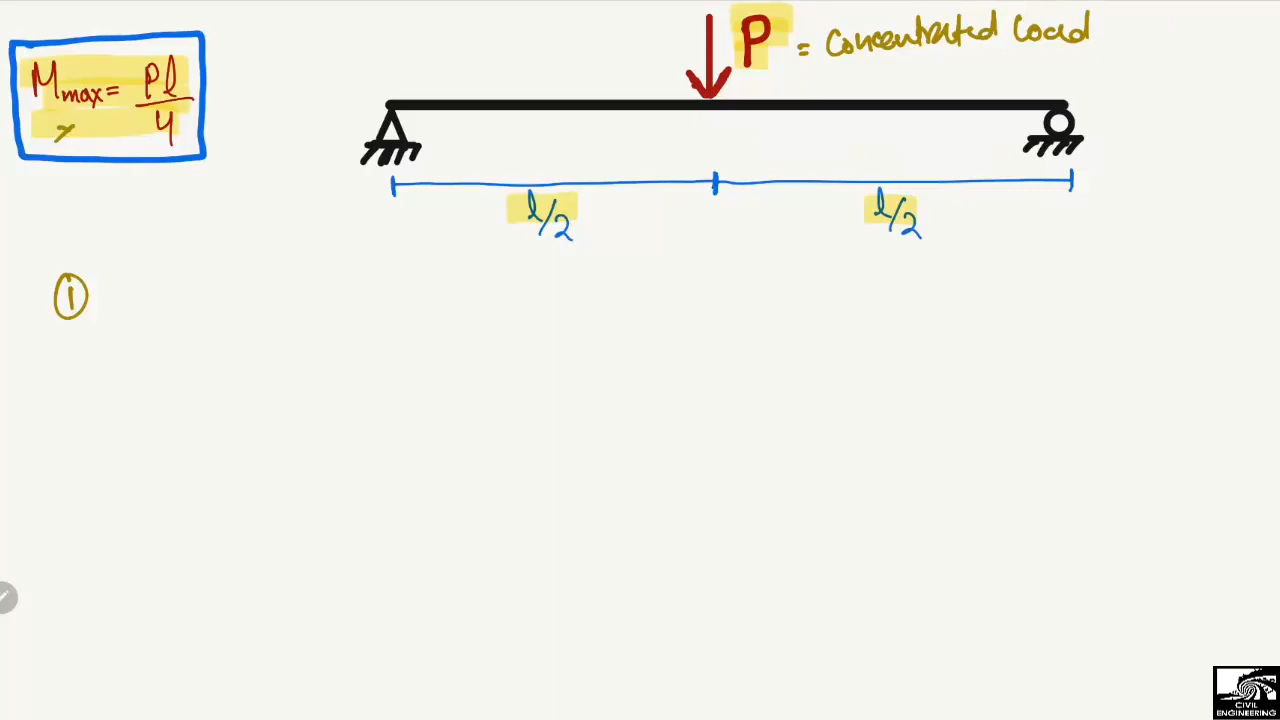 P = Concentrated Load
Mmax = Pl/4
l/2 l/2
1
CIVIL
ENGINEERING